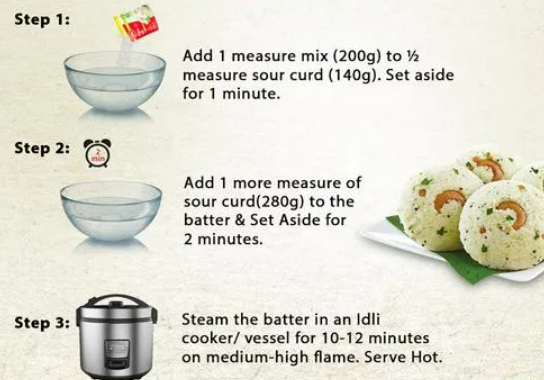 Step 1:
Add 1 measure mix (200g) to ½
measure sour curd (140g). Set aside
for 1 minute.
Step 2:
2
min
Add 1 more measure of
sour curd(280g) to the
batter & Set Aside for
2 minutes.
Step 3:
Steam the batter in an Idli
cooker/ vessel for 10-12 minutes
on medium-high flame. Serve Hot.